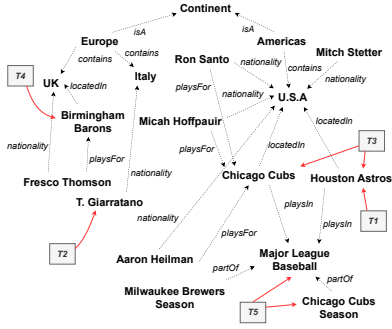 Continent
isA
isA
Europe
Americas
contains
contains
contains
Ron Santo
Mitch Stetter
nationality
nationality
T4
UK
locatedIn
Italy
playsFor
nationality
U.S.A
Birmingham
Barons
Micah Hoffpauir
locatedIn
T3
nationality
playsFor
playsFor
locatedIn
Fresco Thomson
Chicago Cubs
Houston Astros
T. Giarratano
nationality
playsIn
playsIn
T1
T2
playsFor
Aaron Heilman
Major League
Baseball
partOf
partOf
Milwaukee Brewers
Season
T5
Chicago Cubs
Season